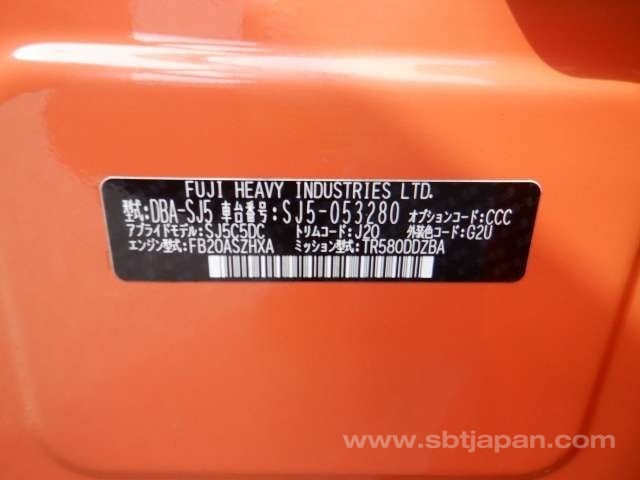 FUJI HEAVY INDUSTRIES LTD.
型式:DBA-SJ5 車台番号:SJ5-053280 オプションコード:CCC
アプライドモデル:SJ5C5DC トリムコード:J20 外装色コード:G2U
エンジン型式:FB20ASZHXA ミッション型式:TR580DDZBA
www.sbtjapan.com